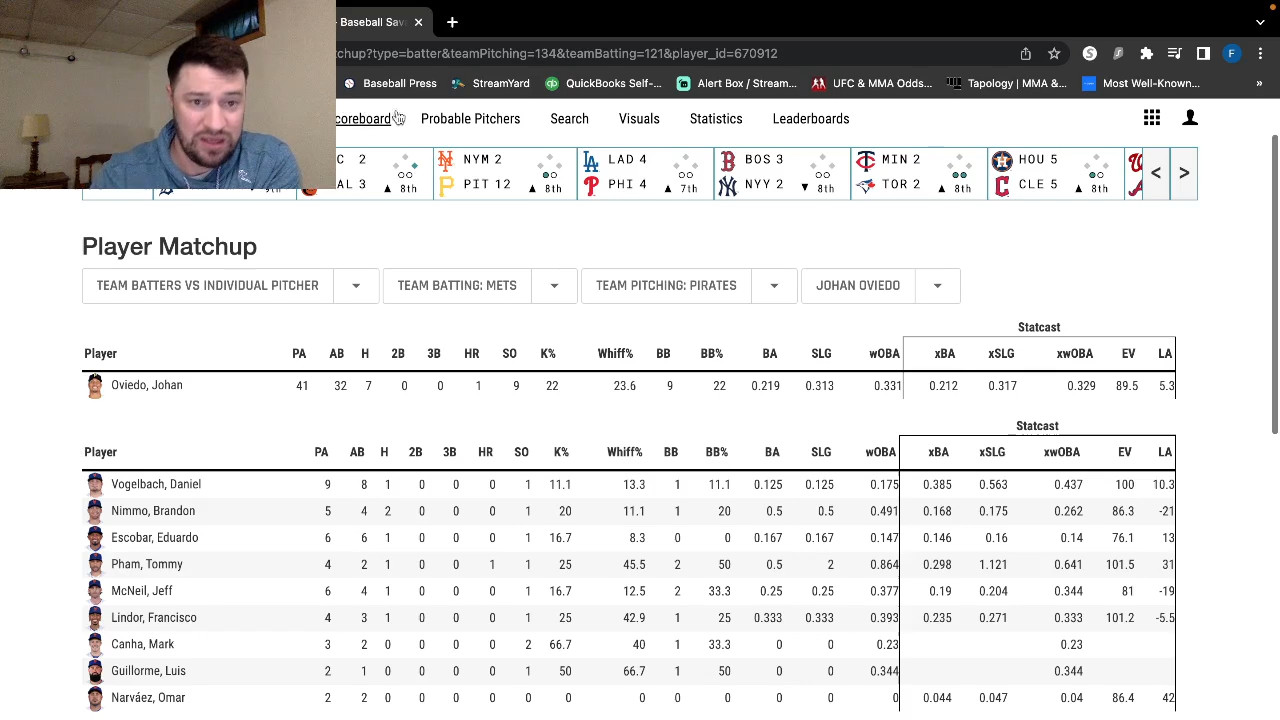 - Baseball Sav
tchup?type=batter&teamPitching=134&teamBatting=121&player_id=670912
F
Baseball Press StreamYard QuickBooks Self-... Alert Box / Stream... UFC & MMA Odds... Tapology | MMA &... Most Well-Known... »
coreboard Probable Pitchers Search Visuals Statistics Leaderboards
C 2 NYM 2 LAD 4 BOS 3 MIN 2 HOU 5
9th AL 3 8th PIT 12 8th PHI 4 7th NYY 2 8th TOR 2 8th CLE 5 8th
< >
Player Matchup
TEAM BATTERS VS INDIVIDUAL PITCHER TEAM BATTING: METS TEAM PITCHING: PIRATES JOHAN OVIEDO
Statcast
Player PA AB H 2B 3B HR SO K% Whiff% BB BB% BA SLG wOBA xBA xSLG xwOBA EV LA
Oviedo, Johan 41 32 7 0 0 1 9 22 23.6 9 22 0.219 0.313 0.331 0.212 0.317 0.329 89.5 5.3
Statcast
Player PA AB H 2B 3B HR SO K% Whiff% BB BB% BA SLG wOBA xBA xSLG xwOBA EV LA
Vogelbach, Daniel 9 8 1 0 0 0 1 11.1 13.3 1 11.1 0.125 0.125 0.175 0.385 0.563 0.437 100 10.3
Nimmo, Brandon 5 4 2 0 0 0 1 20 11.1 1 20 0.5 0.5 0.491 0.168 0.175 0.262 86.3 -21
Escobar, Eduardo 6 6 1 0 0 0 1 16.7 8.3 0 0 0.167 0.167 0.147 0.146 0.16 0.14 76.1 13
Pham, Tommy 4 2 1 0 0 1 1 25 45.5 2 50 0.5 2 0.864 0.298 1.121 0.641 101.5 31
McNeil, Jeff 6 4 1 0 0 0 1 16.7 12.5 2 33.3 0.25 0.25 0.377 0.19 0.204 0.344 81 -19
Lindor, Francisco 4 3 1 0 0 0 1 25 42.9 1 25 0.333 0.333 0.393 0.235 0.271 0.333 101.2 -5.5
Canha, Mark 3 2 0 0 0 0 2 66.7 40 1 33.3 0 0 0.23 0.23
Guillorme, Luis 2 1 0 0 0 0 1 50 66.7 1 50 0 0 0.344 0.344
Narváez, Omar 2 2 0 0 0 0 0 0 0 0 0 0 0 0 0.044 0.047 0.04 86.4 42